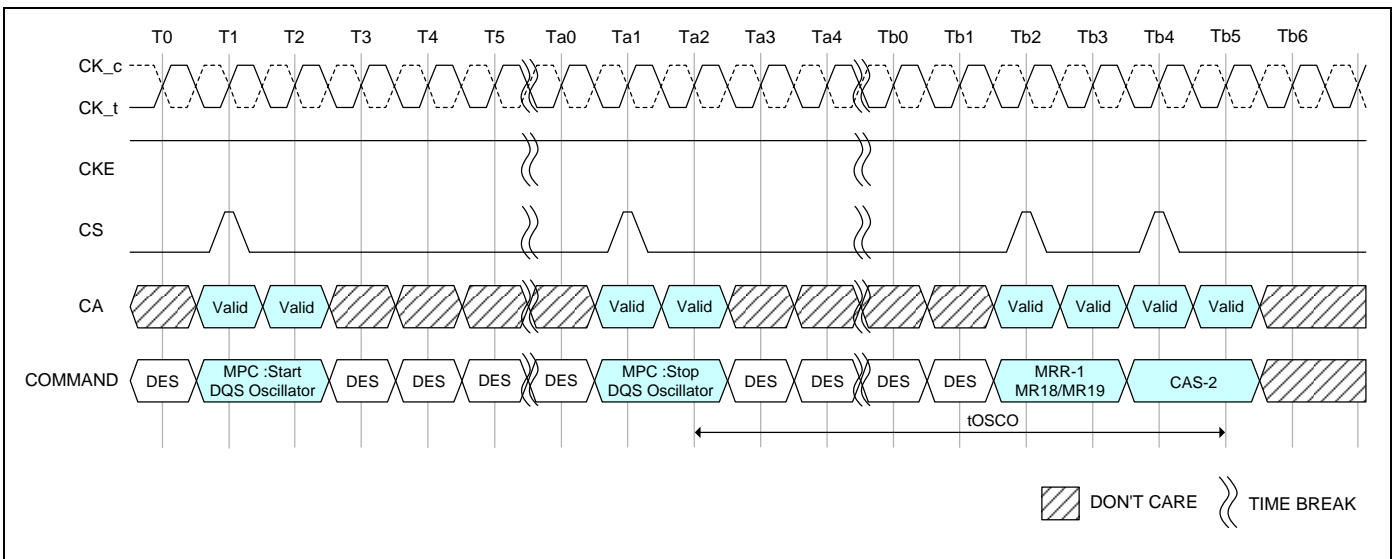 T0 T1 T2 T3 T4 T5 Ta0 Ta1 Ta2 Ta3 Ta4 Tb0 Tb1 Tb2 Tb3 Tb4 Tb5 Tb6
CK_c
CK_t
CKE
CS
CA Valid Valid Valid Valid Valid Valid Valid Valid
COMMAND DES MPC :Start DQS Oscillator DES DES DES DES MPC :Stop DQS Oscillator DES DES DES DES MRR-1 MR18/MR19 CAS-2
tOSCO
DON'T CARE TIME BREAK